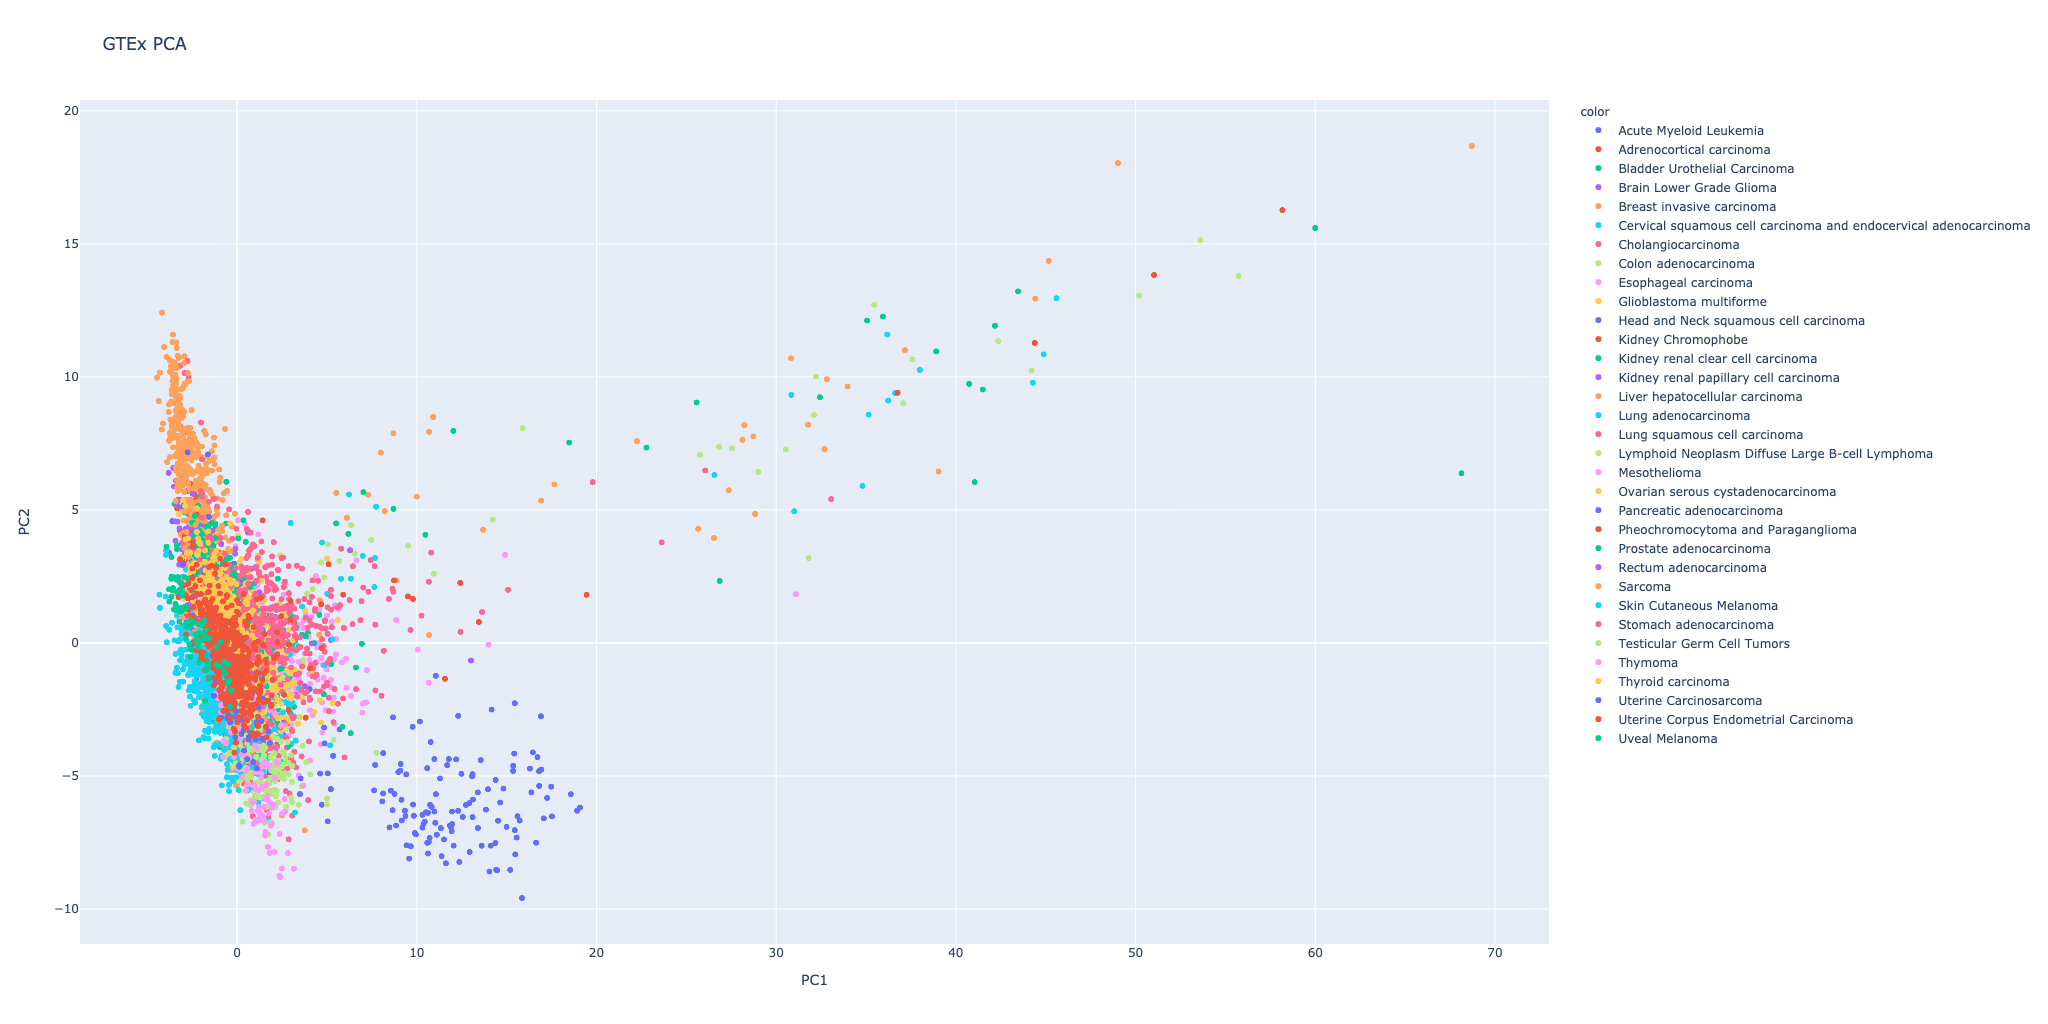 GTEx PCA
20
15
10
5
0
−5
−10
PC2
0 10 20 30 40 50 60 70
PC1
color
Acute Myeloid Leukemia
Adrenocortical carcinoma
Bladder Urothelial Carcinoma
Brain Lower Grade Glioma
Breast invasive carcinoma
Cervical squamous cell carcinoma and endocervical adenocarcinoma
Cholangiocarcinoma
Colon adenocarcinoma
Esophageal carcinoma
Glioblastoma multiforme
Head and Neck squamous cell carcinoma
Kidney Chromophobe
Kidney renal clear cell carcinoma
Kidney renal papillary cell carcinoma
Liver hepatocellular carcinoma
Lung adenocarcinoma
Lung squamous cell carcinoma
Lymphoid Neoplasm Diffuse Large B-cell Lymphoma
Mesothelioma
Ovarian serous cystadenocarcinoma
Pancreatic adenocarcinoma
Pheochromocytoma and Paraganglioma
Prostate adenocarcinoma
Rectum adenocarcinoma
Sarcoma
Skin Cutaneous Melanoma
Stomach adenocarcinoma
Testicular Germ Cell Tumors
Thymoma
Thyroid carcinoma
Uterine Carcinosarcoma
Uterine Corpus Endometrial Carcinoma
Uveal Melanoma